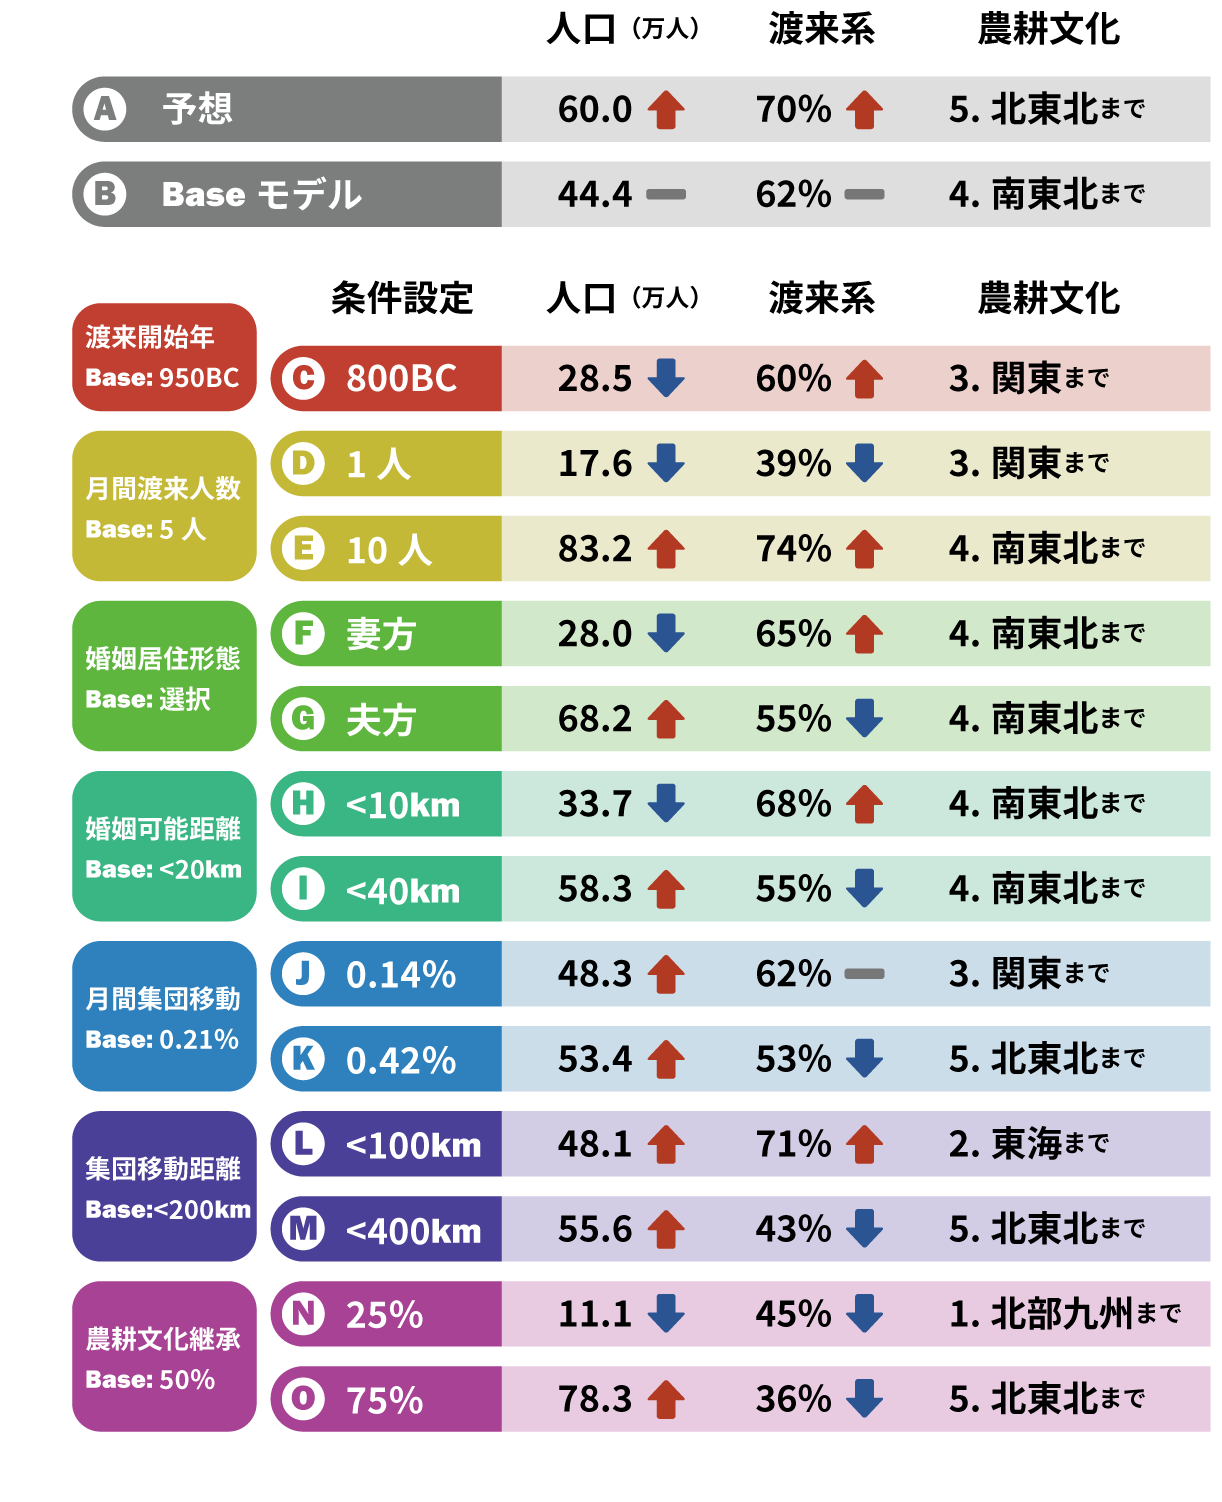 人口（万人） 渡来系 農耕文化
A 予想 60.0 70% 5. 北東北まで
B Base モデル 44.4 62% 4. 南東北まで
条件設定 人口（万人） 渡来系 農耕文化
渡来開始年
Base: 950BC
C 800BC 28.5 60% 3. 関東まで
月間渡来人数
Base: 5 人
D 1 人 17.6 39% 3. 関東まで
E 10 人 83.2 74% 4. 南東北まで
婚姻居住形態
Base: 選択
F 妻方 28.0 65% 4. 南東北まで
G 夫方 68.2 55% 4. 南東北まで
婚姻可能距離
Base: <20km
H <10km 33.7 68% 4. 南東北まで
I <40km 58.3 55% 4. 南東北まで
月間集団移動
Base: 0.21%
J 0.14% 48.3 62% 3. 関東まで
K 0.42% 53.4 53% 5. 北東北まで
集団移動距離
Base:<200km
L <100km 48.1 71% 2. 東海まで
M <400km 55.6 43% 5. 北東北まで
農耕文化継承
Base: 50%
N 25% 11.1 45% 1. 北部九州まで
O 75% 78.3 36% 5. 北東北まで